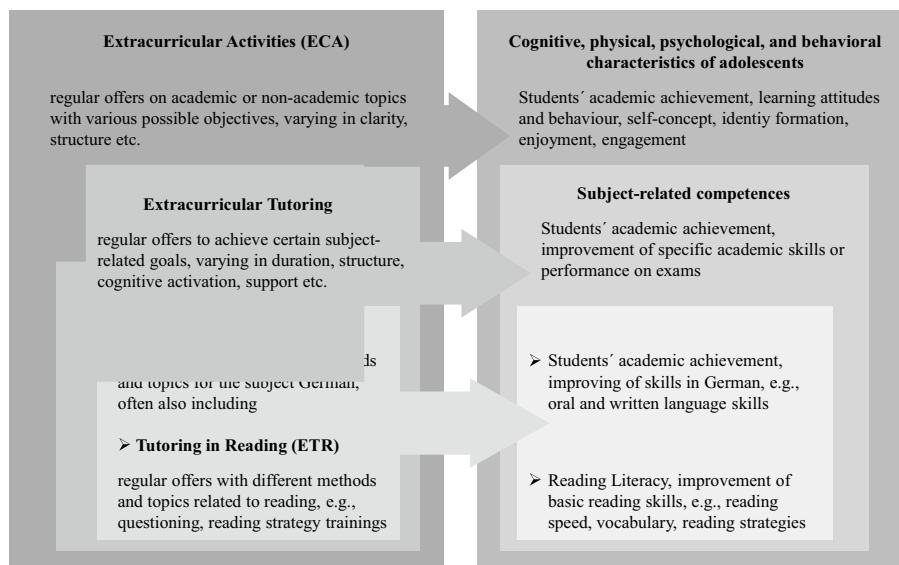 Extracurricular Activities (ECA)
regular offers on academic or non-academic topics
with various possible objectives, varying in clarity,
structure etc.
Extracurricular Tutoring
regular offers to achieve certain subject-
related goals, varying in duration, structure,
cognitive activation, support etc.
and topics for the subject German,
often also including
➢ Tutoring in Reading (ETR)
regular offers with different methods
and topics related to reading, e.g.,
questioning, reading strategy trainings
Cognitive, physical, psychological, and behavioral
characteristics of adolescents
Students´ academic achievement, learning attitudes
and behaviour, self-concept, identiy formation,
enjoyment, engagement
Subject-related competences
Students´ academic achievement,
improvement of specific academic skills or
performance on exams
➢ Students´ academic achievement,
improving of skills in German, e.g.,
oral and written language skills
➢ Reading Literacy, improvement of
basic reading skills, e.g., reading
speed, vocabulary, reading strategies